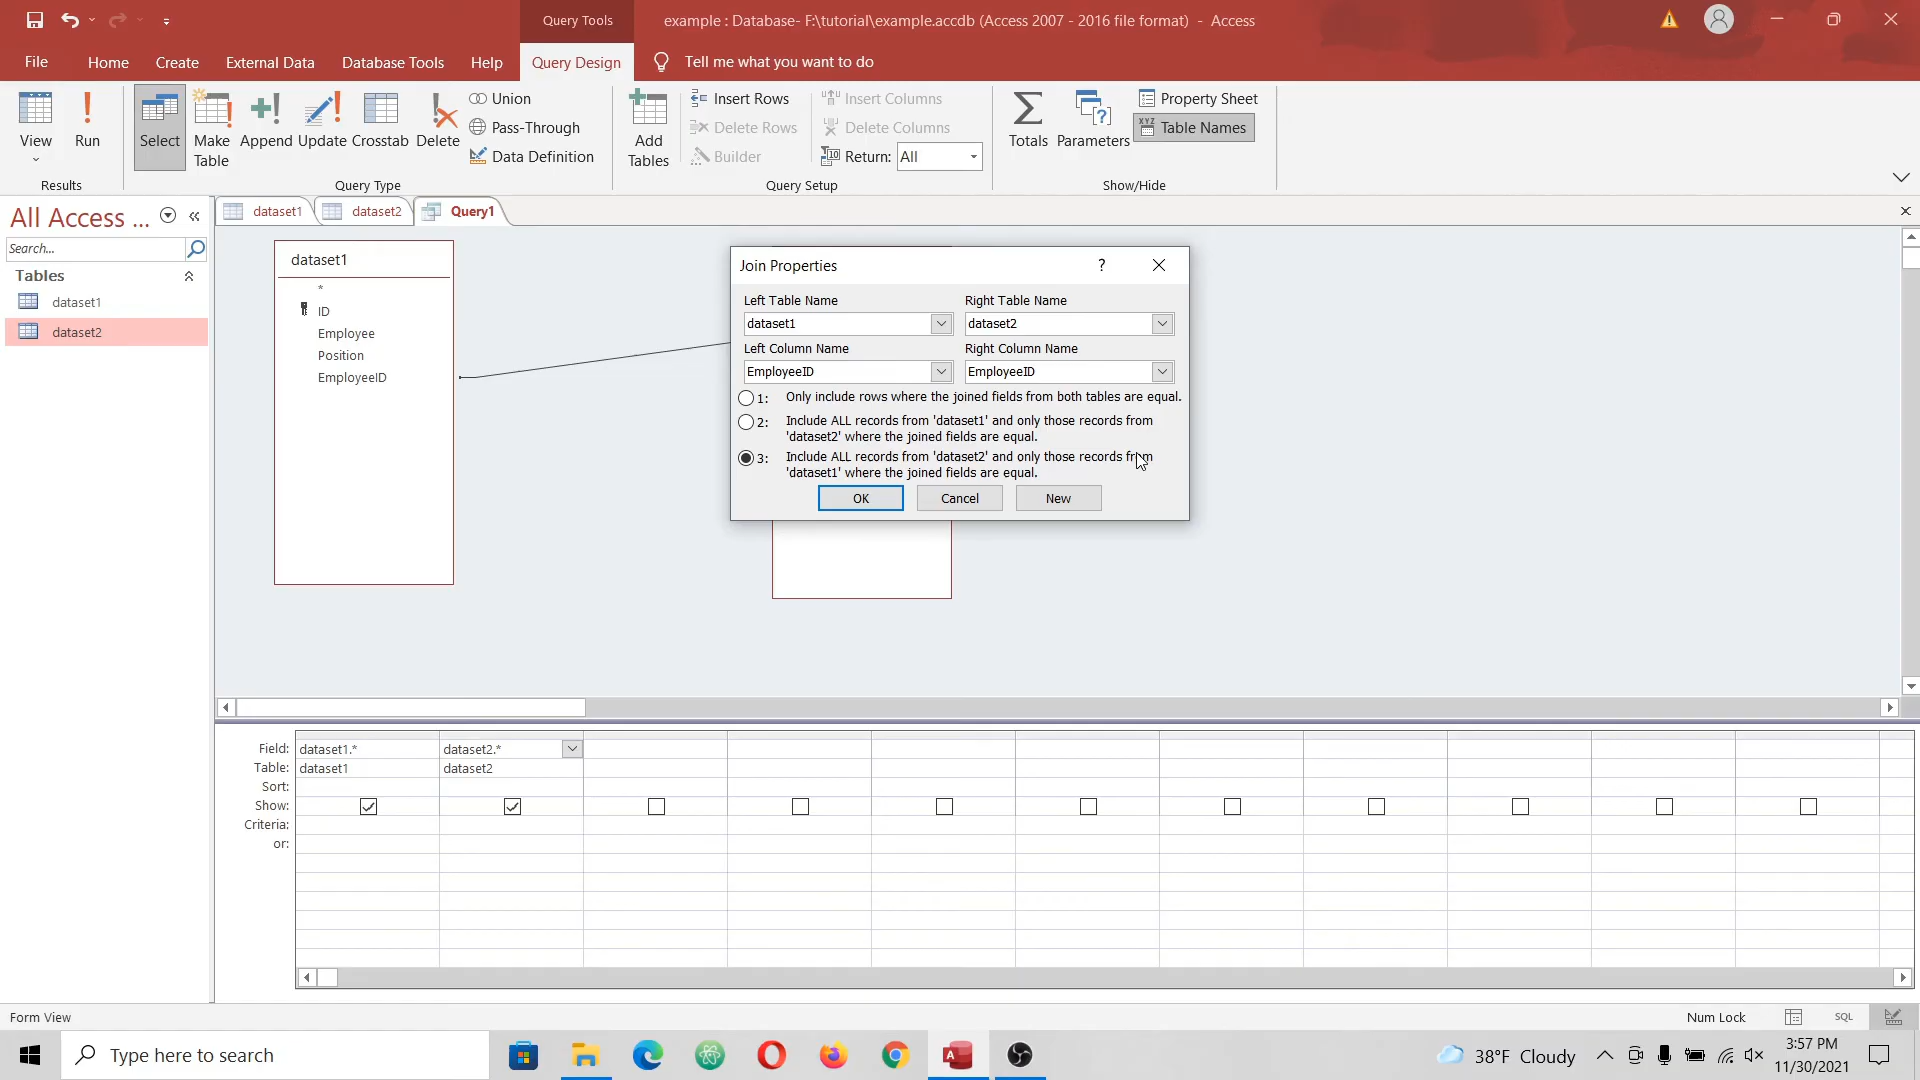 Query Tools
example : Database- F:\tutorial\example.accdb (Access 2007 - 2016 file format) - Access
File
Home
Create
External Data
Database Tools
Help
Query Design
Tell me what you want to do
View
Run
Results
Select
Make Table
Append
Update
Crosstab
Delete
Union
Pass-Through
Data Definition
Query Type
Add Tables
Insert Rows
Delete Rows
Builder
Insert Columns
Delete Columns
Return: All
Query Setup
Totals
Parameters
Property Sheet
Table Names
Show/Hide
All Access ...
Search...
Tables
dataset1
dataset2
dataset1
dataset2
Query1
dataset1
*
ID
Employee
Position
EmployeeID
Join Properties
?
Left Table Name
Right Table Name
dataset1
dataset2
Left Column Name
Right Column Name
EmployeeID
EmployeeID
1: Only include rows where the joined fields from both tables are equal.
2: Include ALL records from 'dataset1' and only those records from
'dataset2' where the joined fields are equal.
3: Include ALL records from 'dataset2' and only those records from
'dataset1' where the joined fields are equal.
OK
Cancel
New
Field: dataset1.* dataset2.*
Table: dataset1 dataset2
Sort:
Show:
Criteria:
or:
Form View
Num Lock
SQL
Type here to search
38°F Cloudy
3:57 PM
11/30/2021